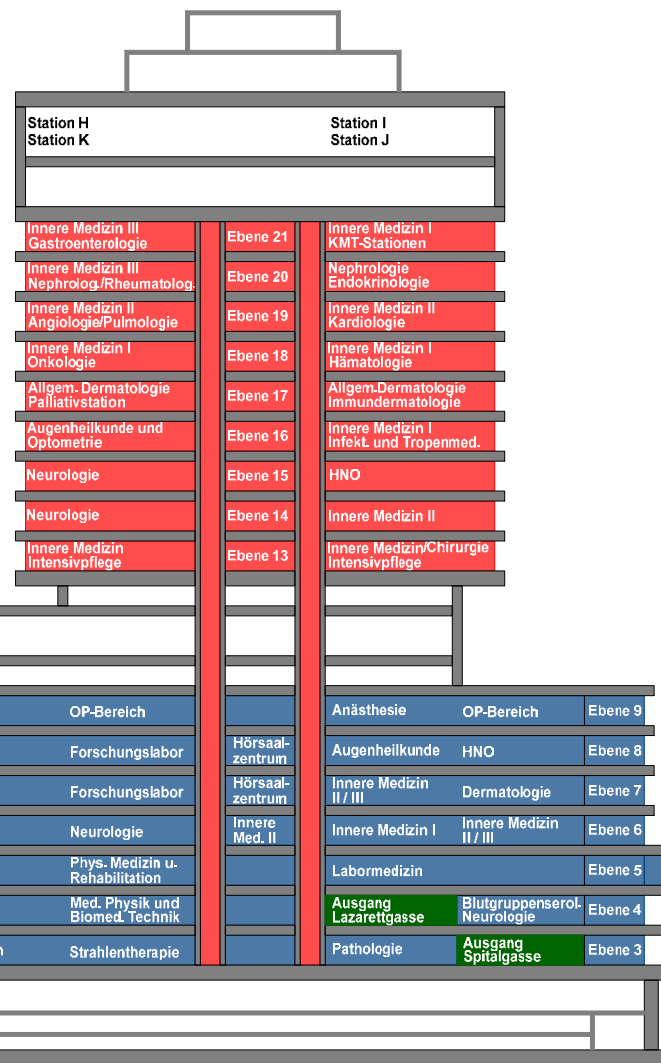 Station H
Station K
Station I
Station J
Innere Medizin III
Gastroenterologie
Ebene 21
Innere Medizin I
KMT-Stationen
Innere Medizin III
Nephrolog./Rheumatolog.
Ebene 20
Nephrologie
Endokrinologie
Innere Medizin II
Angiologie/Pulmologie
Ebene 19
Innere Medizin II
Kardiologie
Innere Medizin I
Onkologie
Ebene 18
Innere Medizin I
Hämatologie
Allgem. Dermatologie
Palliativstation
Ebene 17
Allgem.Dermatologie
Immundermatologie
Augenheilkunde und
Optometrie
Ebene 16
Innere Medizin I
Infekt. und Tropenmed.
Neurologie
Ebene 15
HNO
Neurologie
Ebene 14
Innere Medizin II
Innere Medizin
Intensivpflege
Ebene 13
Innere Medizin/Chirurgie
Intensivpflege
OP-Bereich
Anästhesie
OP-Bereich
Ebene 9
Forschungslabor
Hörsaal-
zentrum
Augenheilkunde
HNO
Ebene 8
Forschungslabor
Hörsaal-
zentrum
Innere Medizin
II / III
Dermatologie
Ebene 7
Neurologie
Innere
Med. II
Innere Medizin I
Innere Medizin
II / III
Ebene 6
Phys. Medizin u.
Rehabilitation
Labormedizin
Ebene 5
Med. Physik und
Biomed. Technik
Ausgang
Lazarettgasse
Blutgruppenserol.
Neurologie
Ebene 4
Strahlentherapie
Pathologie
Ausgang
Spitalgasse
Ebene 3